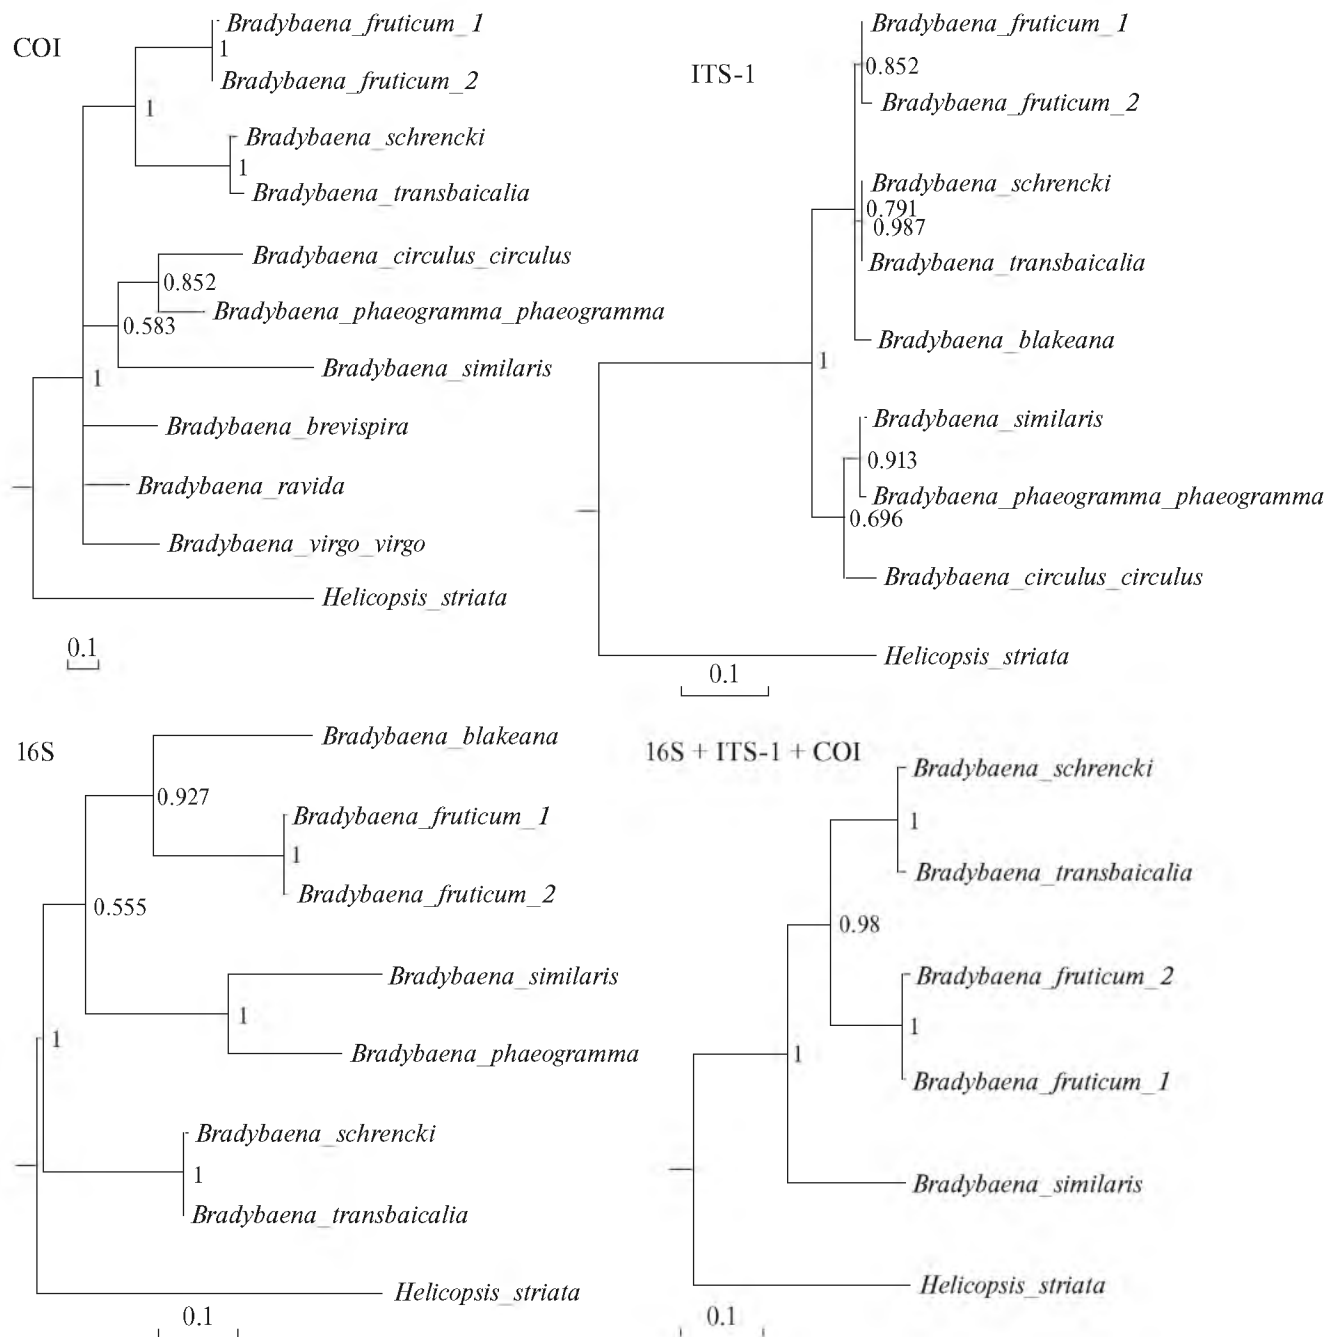 COI
Bradybaena_fruticum_1
1
Bradybaena_fruticum_2
1
Bradybaena_schrencki
1
Bradybaena_transbaicalia
Bradybaena_circulus_circulus
0.852
Bradybaena_phaeogramma_phaeogramma
0.583
Bradybaena_similaris
1
Bradybaena_brevispira
Bradybaena_ravida
Bradybaena_virgo_virgo
Helicopsis_striata
0.1
ITS-1
Bradybaena_fruticum_1
0.852
Bradybaena_fruticum_2
Bradybaena_schrencki
0.791
0.987
Bradybaena_transbaicalia
Bradybaena_blakeana
1
Bradybaena_similaris
0.913
Bradybaena_phaeogramma_phaeogramma
0.696
Bradybaena_circulus_circulus
Helicopsis_striata
0.1
16S
Bradybaena_blakeana
0.927
Bradybaena_fruticum_1
1
Bradybaena_fruticum_2
0.555
Bradybaena_similaris
1
Bradybaena_phaeogramma
1
Bradybaena_schrencki
1
Bradybaena_transbaicalia
Helicopsis_striata
0.1
16S + ITS-1 + COI
Bradybaena_schrencki
1
Bradybaena_transbaicalia
0.98
Bradybaena_fruticum_2
1
Bradybaena_fruticum_1
1
Bradybaena_similaris
Helicopsis_striata
0.1